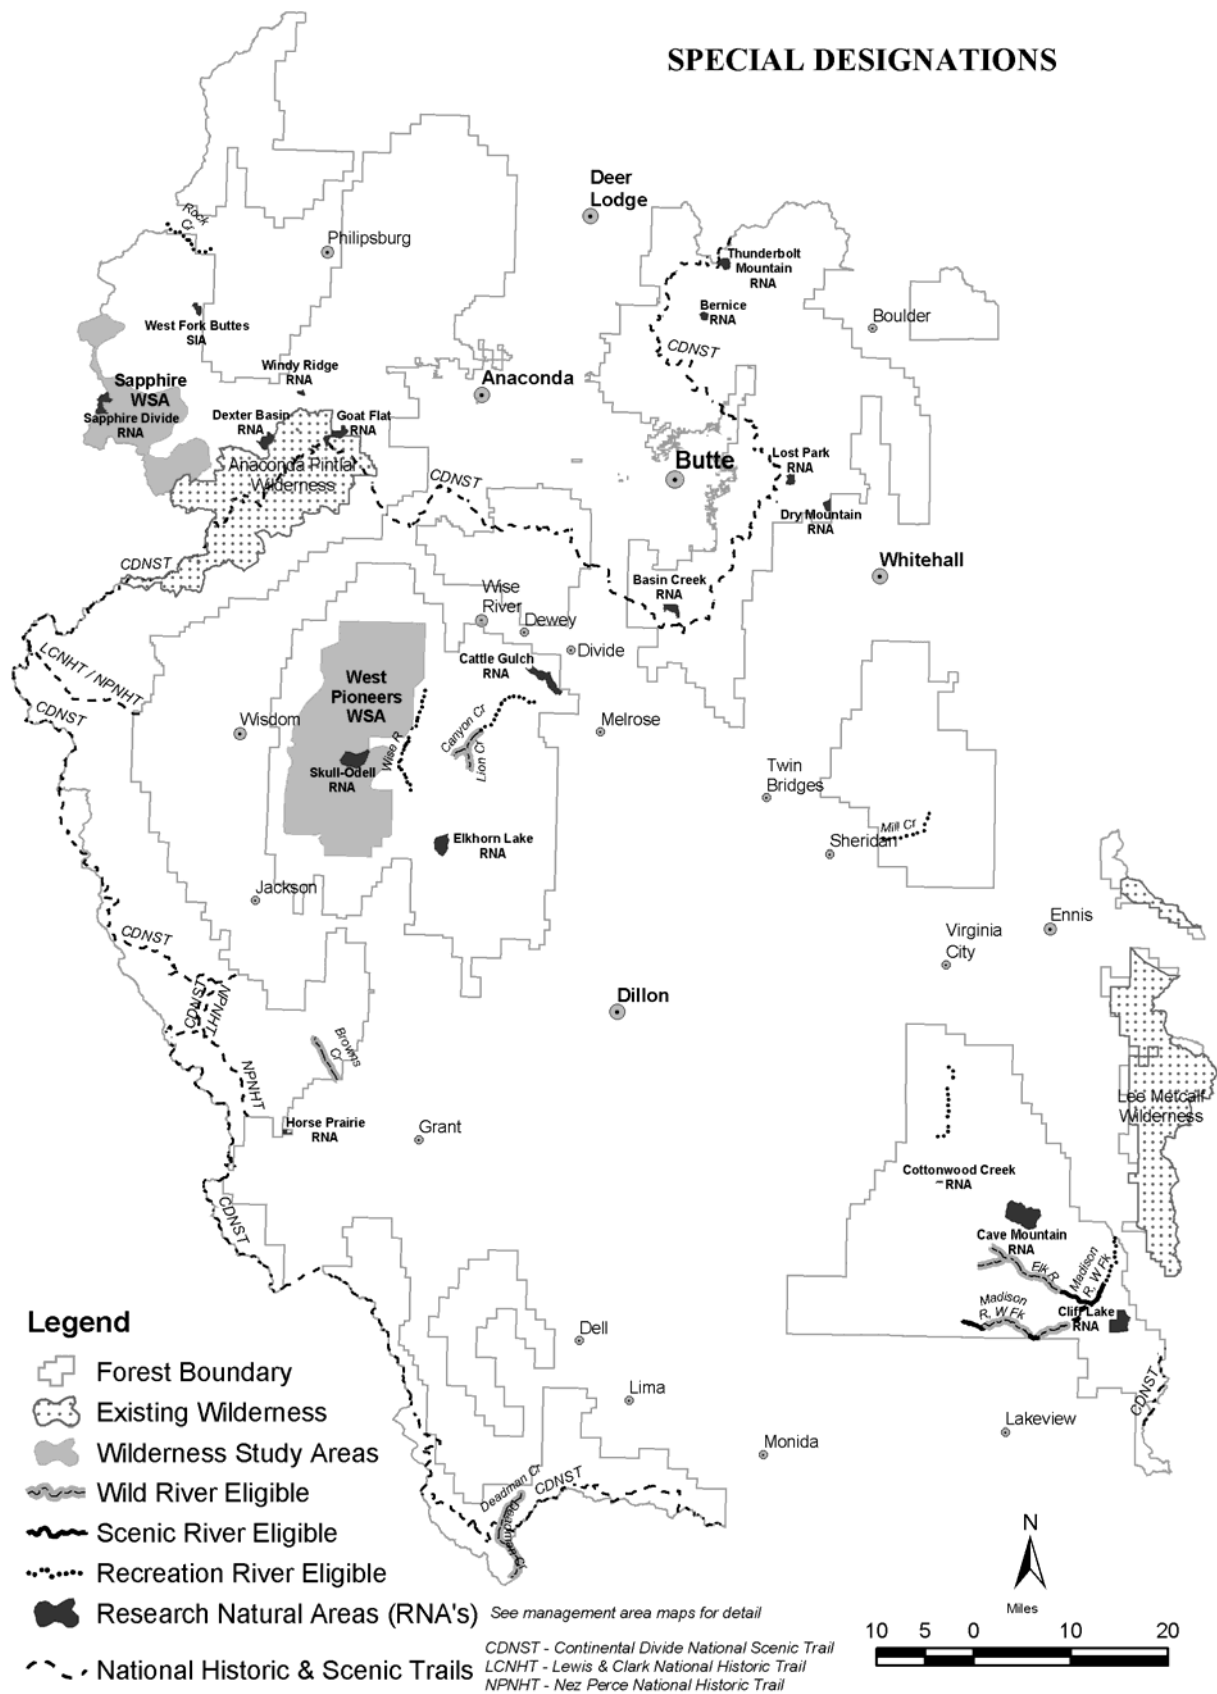 SPECIAL DESIGNATIONS
Deer
Lodge
Rock
Cr
Philipsburg
Thunderbolt
Mountain
RNA
Bernice
RNA
Boulder
West Fork Buttes
SIA
CDNST
Windy Ridge
RNA
Anaconda
Sapphire
WSA
Sapphire Divide
RNA
Dexter Basin
RNA
Goat Flat
RNA
Anaconda Pintlar
Wilderness
CDNST
Butte
Lost Park
RNA
Dry Mountain
RNA
CDNST
Whitehall
Basin Creek
RNA
Wise
River
Dewey
Divide
Cattle Gulch
RNA
LCNHT / NPNHT
CDNST
West
Pioneers
WSA
Wisdom
Canyon Cr
Lion Cr
Wise R
Melrose
Skull-Odell
RNA
Twin
Bridges
Mill Cr
Sheridan
Elkhorn Lake
RNA
Jackson
Ennis
Virginia
City
CDNST
CDNST
NPNHT
Dillon
Browns
Cr
NPNHT
Lee Metcalf
Wilderness
Horse Prairie
RNA
Grant
Cottonwood Creek
RNA
CDNST
Cave Mountain
RNA
Elk R
Madison
R, W Fk
Madison
R, W Fk
Cliff Lake
RNA
Dell
Lima
CDNST
Lakeview
Monida
Deadman Cr
CDNST
Deadman Cr
Legend
Forest Boundary
Existing Wilderness
Wilderness Study Areas
Wild River Eligible
Scenic River Eligible
Recreation River Eligible
Research Natural Areas (RNA's)
See management area maps for detail
National Historic & Scenic Trails
CDNST - Continental Divide National Scenic Trail
LCNHT - Lewis & Clark National Historic Trail
NPNHT - Nez Perce National Historic Trail
N
Miles
10 5 0 10 20